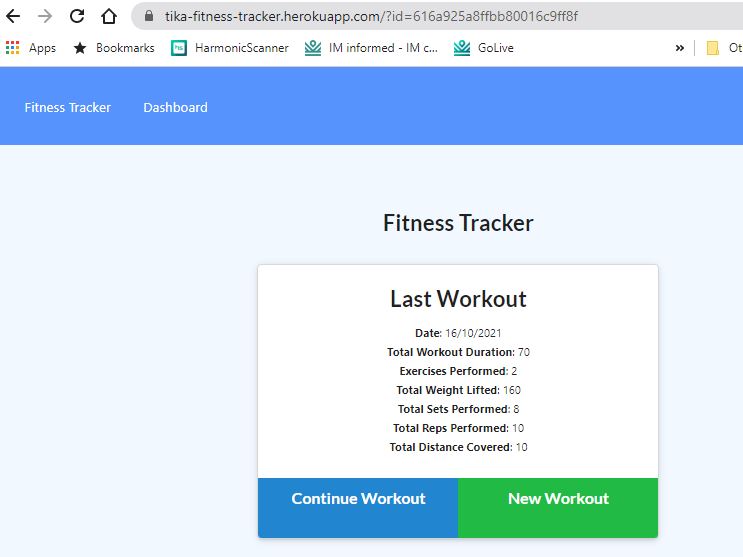 tika-fitness-tracker.herokuapp.com/?id=616a925a8ffbb80016c9ff8f
Apps Bookmarks hs HarmonicScanner IM informed - IM c... GoLive » Ot
Fitness Tracker Dashboard
Fitness Tracker
Last Workout
Date: 16/10/2021
Total Workout Duration: 70
Exercises Performed: 2
Total Weight Lifted: 160
Total Sets Performed: 8
Total Reps Performed: 10
Total Distance Covered: 10
Continue Workout New Workout